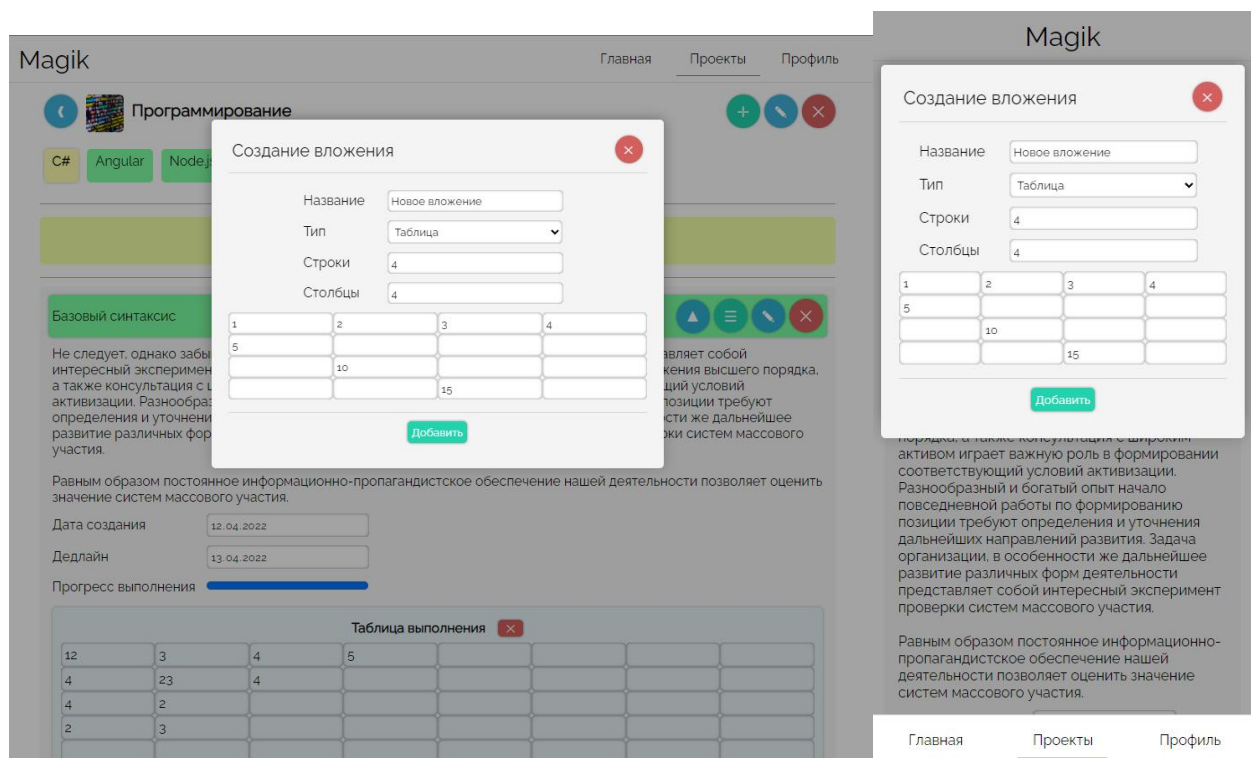 Magik
Главная Проекты Профиль
Программирование
C# Angular Node.js
Создание вложения
Название Новое вложение
Тип Таблица
Строки 4
Столбцы 4
1 2 3 4
5
10
15
Добавить
Базовый синтаксис
Не следует, однако забы авляет собой
интересный эксперимен жения высшего порядка,
а также консультация с ций условий
активизации. Разнообраз позиции требуют
определения и уточнени сти же дальнейшее
развитие различных фор рки систем массового
участия.
Равным образом постоянное информационно-пропагандистское обеспечение нашей деятельности позволяет оценить
значение систем массового участия.
Дата создания 12.04.2022
Дедлайн 13.04.2022
Прогресс выполнения
Таблица выполнения
12 3 4 5
4 23 4
4 2
2 3
Magik
Создание вложения
Название Новое вложение
Тип Таблица
Строки 4
Столбцы 4
1 2 3 4
5
10
15
Добавить
порядка, а также консультация с широким
активом играет важную роль в формировании
соответствующий условий активизации.
Разнообразный и богатый опыт начало
повседневной работы по формированию
позиции требуют определения и уточнения
дальнейших направлений развития. Задача
организации, в особенности же дальнейшее
развитие различных форм деятельности
представляет собой интересный эксперимент
проверки систем массового участия.
Равным образом постоянное информационно-
пропагандистское обеспечение нашей
деятельности позволяет оценить значение
систем массового участия.
Главная Проекты Профиль